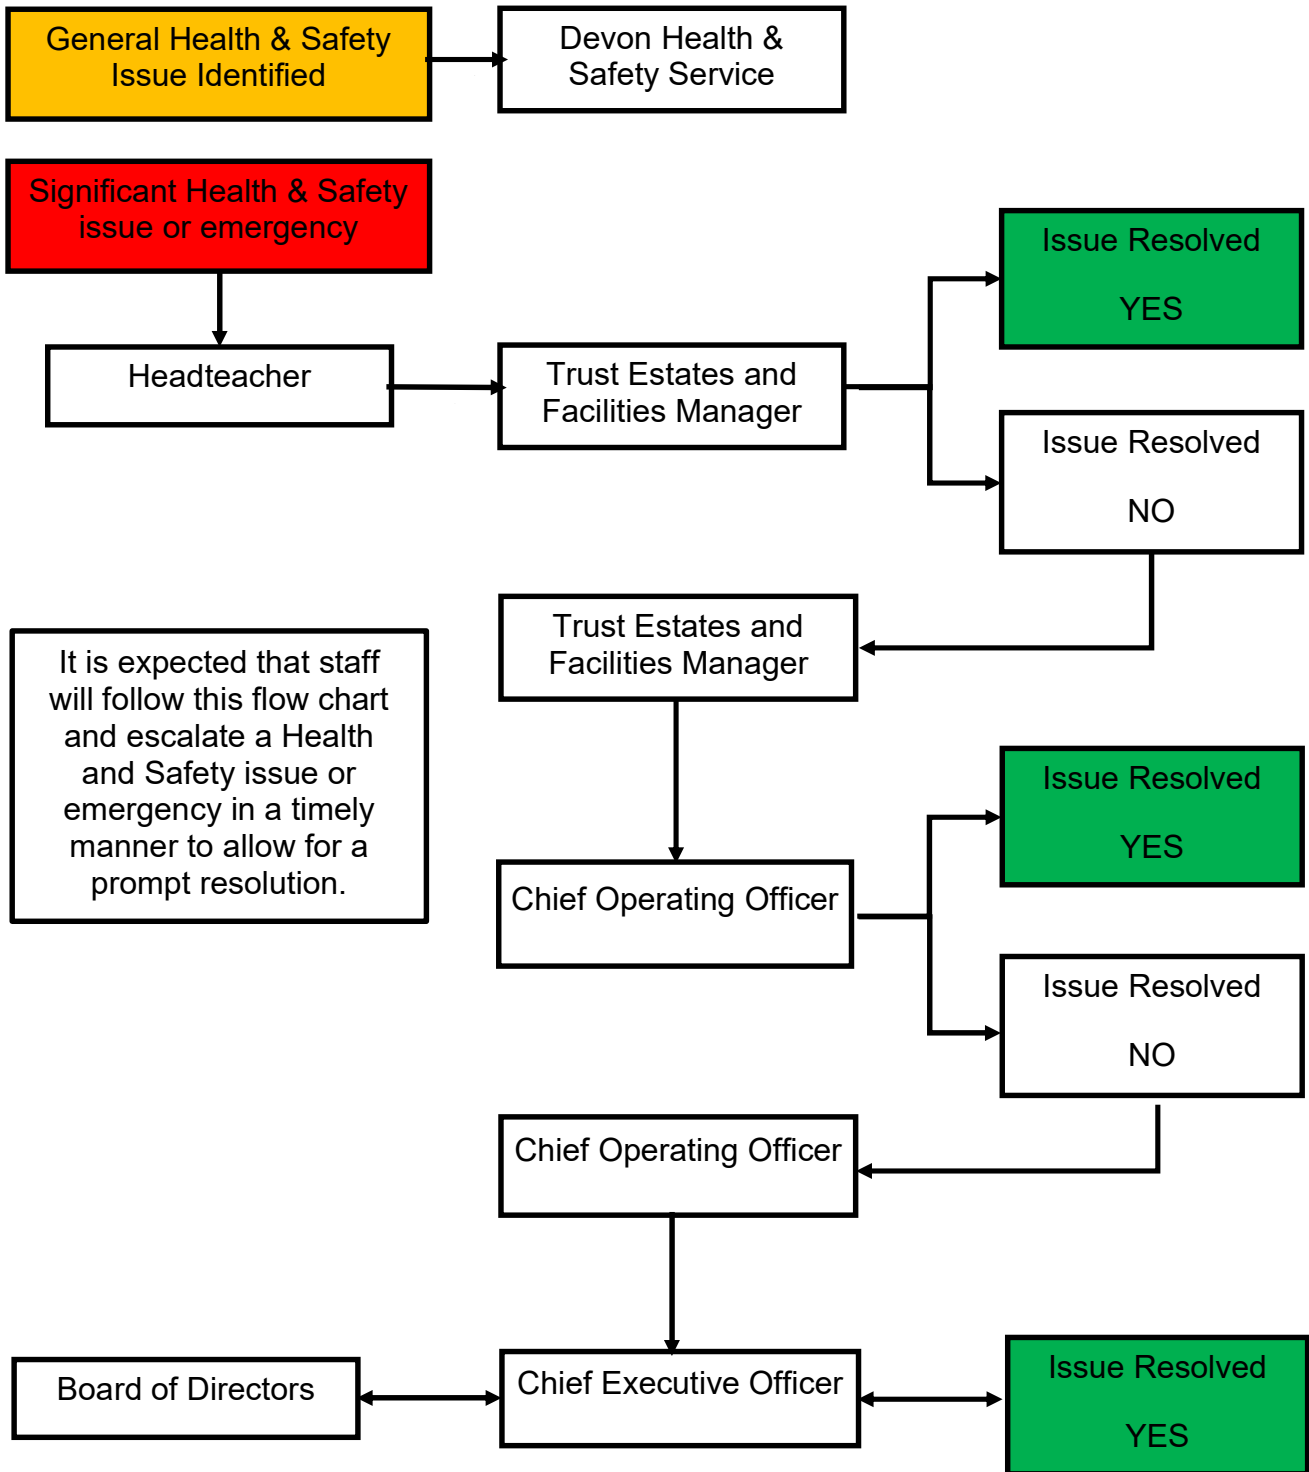 General Health & Safety
Issue Identified
Devon Health &
Safety Service
Significant Health & Safety
issue or emergency
Issue Resolved
YES
Headteacher
Trust Estates and
Facilities Manager
Issue Resolved
NO
Trust Estates and
Facilities Manager
It is expected that staff
will follow this flow chart
and escalate a Health
and Safety issue or
emergency in a timely
manner to allow for a
prompt resolution.
Issue Resolved
YES
Chief Operating Officer
Issue Resolved
NO
Chief Operating Officer
Board of Directors
Chief Executive Officer
Issue Resolved
YES